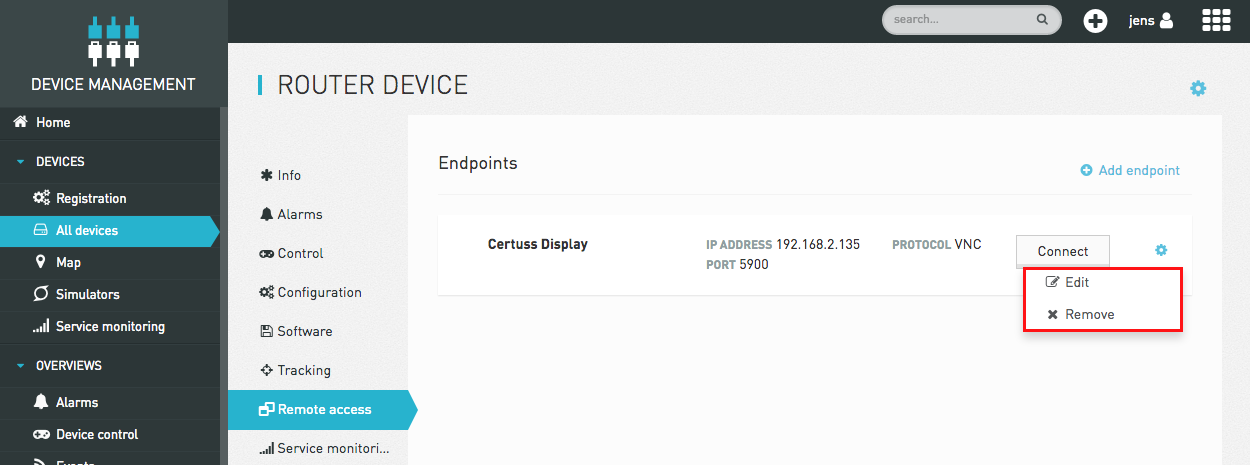 search...
jens
DEVICE MANAGEMENT
Home
DEVICES
Registration
All devices
Map
Simulators
Service monitoring
OVERVIEWS
Alarms
Device control
Events
ROUTER DEVICE
Info
Alarms
Control
Configuration
Software
Tracking
Remote access
Service monitori...
Endpoints
Add endpoint
Certuss Display
IP ADDRESS 192.168.2.135
PORT 5900
PROTOCOL VNC
Connect
Edit
Remove